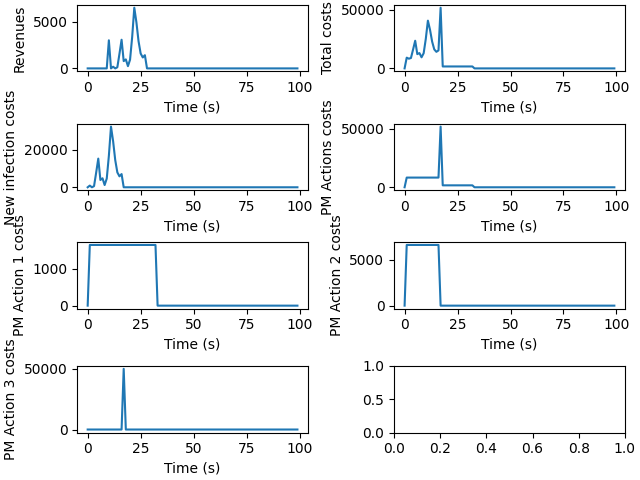 Revenues
5000
0
0 25 50 75 100
Time (s)
Total costs
50000
0
0 25 50 75 100
Time (s)
New infection costs
20000
0
0 25 50 75 100
Time (s)
PM Actions costs
50000
0
0 25 50 75 100
Time (s)
PM Action 1 costs
1000
0
0 25 50 75 100
Time (s)
PM Action 2 costs
5000
0
0 25 50 75 100
Time (s)
PM Action 3 costs
50000
0
0 25 50 75 100
Time (s)
1.0
0.5
0.0
0.0 0.2 0.4 0.6 0.8 1.0